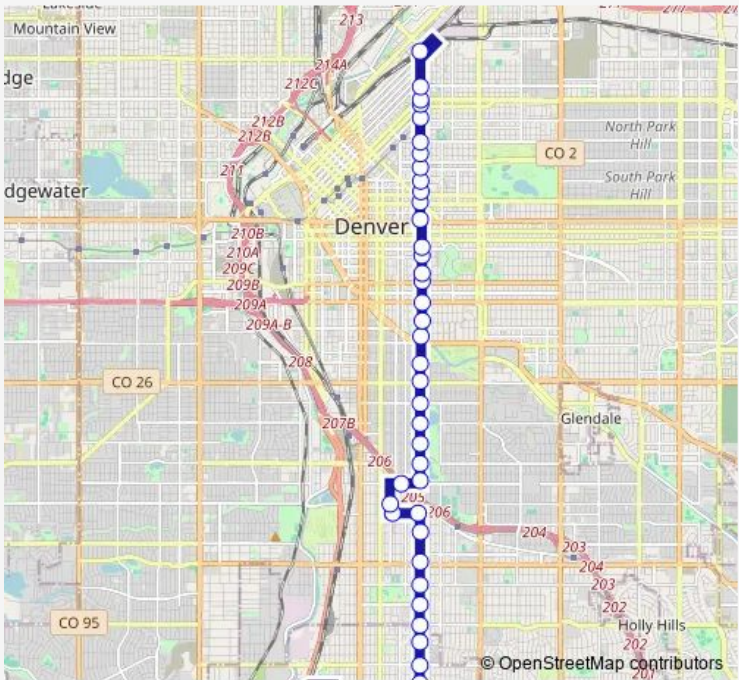 Mountain View
213
277
214A
212C
212B
212B
211
dge
North Park
Hill
CO 2
South Park
Hill
dgewater
Denver
210B
210A
209C
209B
209A
209A-B
208
CO 26
Glendale
207B
206
205
206
204
203
204
203
202
CO 95
Holly Hills
202
201
© OpenStreetMap contributors